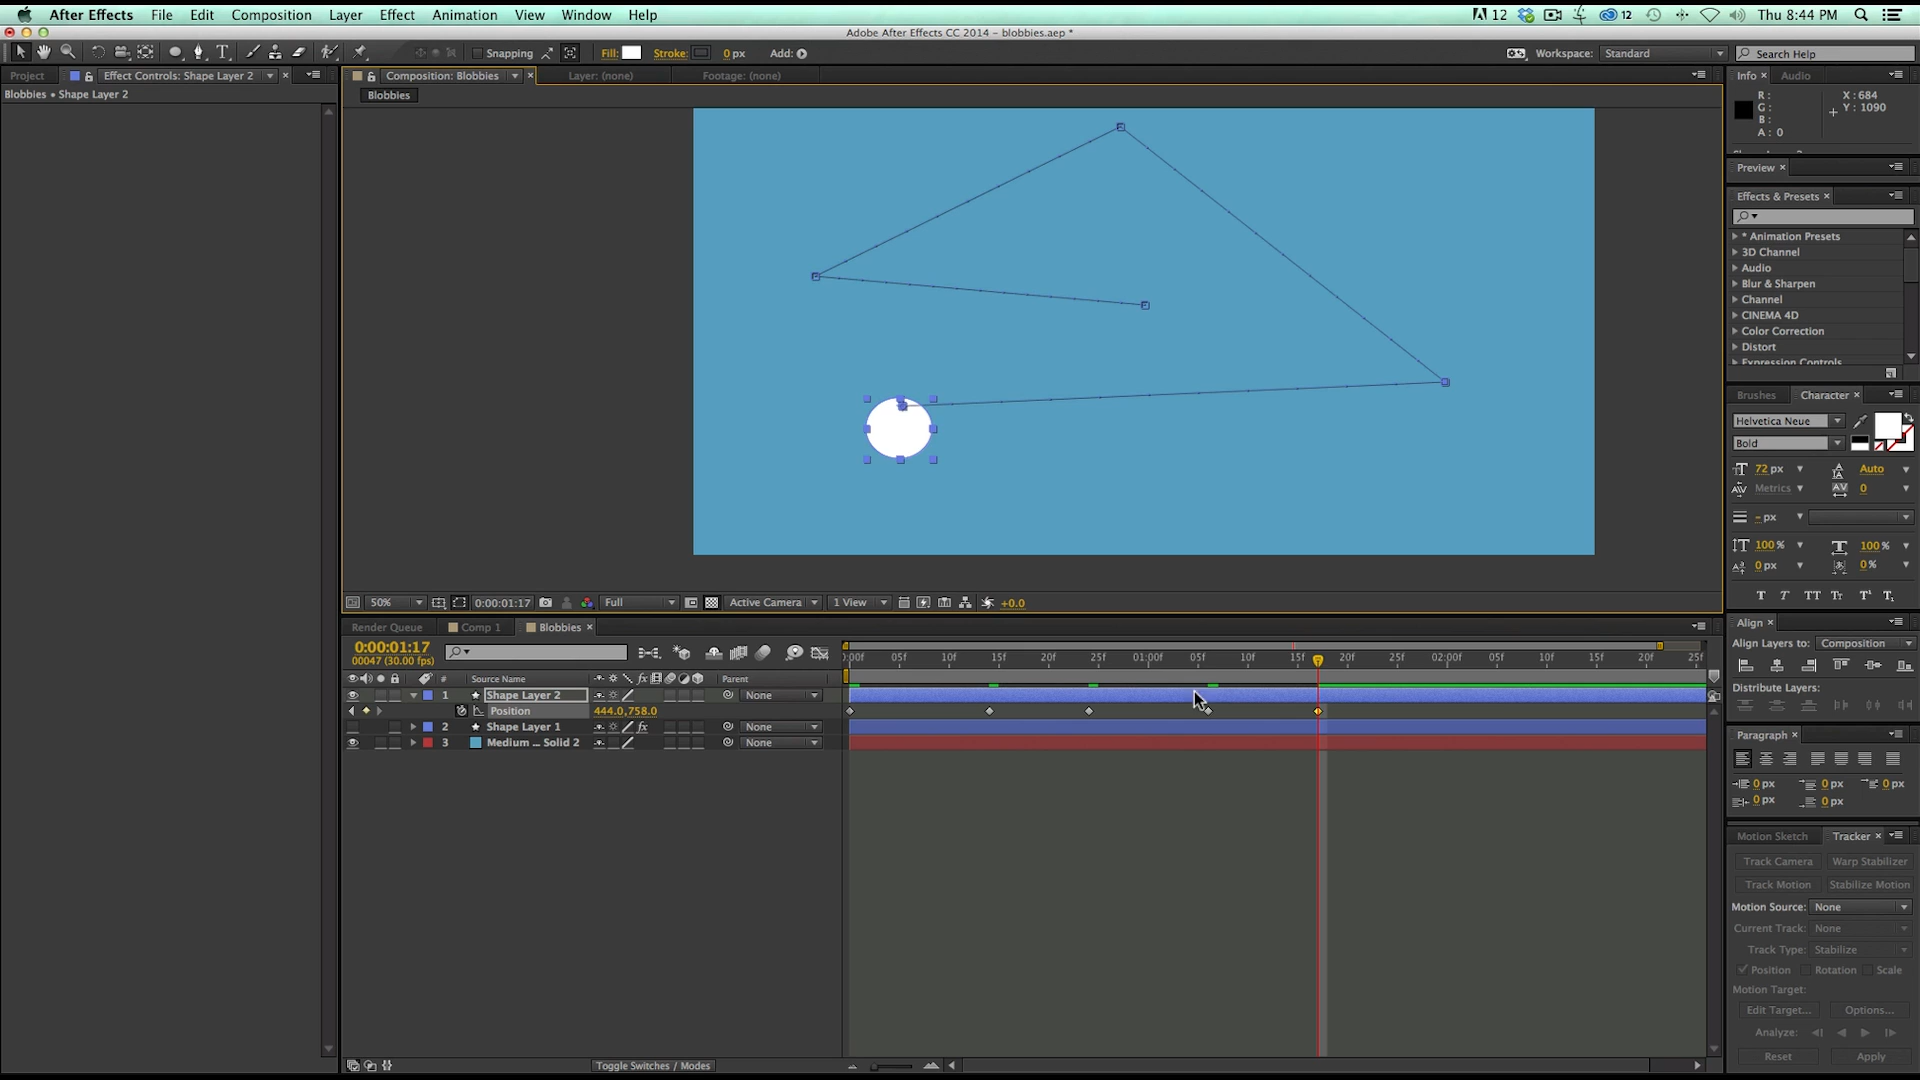 After Effects File Edit Composition Layer Effect Animation View Window Help 12 12 Thu 8:44 PM
Adobe After Effects CC 2014 – blobbies.aep *
Snapping Fill: Stroke: 0 px Add: Workspace: Standard Search Help
Project Effect Controls: Shape Layer 2 × Composition: Blobbies × Layer: (none) Footage: (none) Info × Audio
Blobbies • Shape Layer 2 Blobbies
R : X : 684
G : Y : 1090
B :
A : 0
Preview ×
Effects & Presets ×
* Animation Presets
3D Channel
Audio
Blur & Sharpen
Channel
CINEMA 4D
Color Correction
Distort
Expression Controls
Brushes Character ×
Helvetica Neue
Bold
72 px Auto
Metrics 0
- px
100 % 100 %
0 px 0 %
T T TT Tt T¹ T₁
50% 0:00:01:17 Full Active Camera 1 View +0.0
Render Queue Comp 1 Blobbies ×
0:00:01:17
00047 (30.00 fps)
:00f 05f 10f 15f 20f 25f 01:00f 05f 10f 15f 20f 25f 02:00f 05f 10f 15f 20f 25f
# Source Name Parent
1 Shape Layer 2 None
Position 444.0,758.0
2 Shape Layer 1 fx None
3 Medium ... Solid 2 None
Toggle Switches / Modes
Align ×
Align Layers to: Composition
Distribute Layers:
Paragraph ×
0 px 0 px 0 px
0 px 0 px
Motion Sketch Tracker ×
Track Camera Warp Stabilizer
Track Motion Stabilize Motion
Motion Source: None
Current Track: None
Track Type: Stabilize
Position Rotation Scale
Motion Target:
Edit Target... Options...
Analyze:
Reset Apply